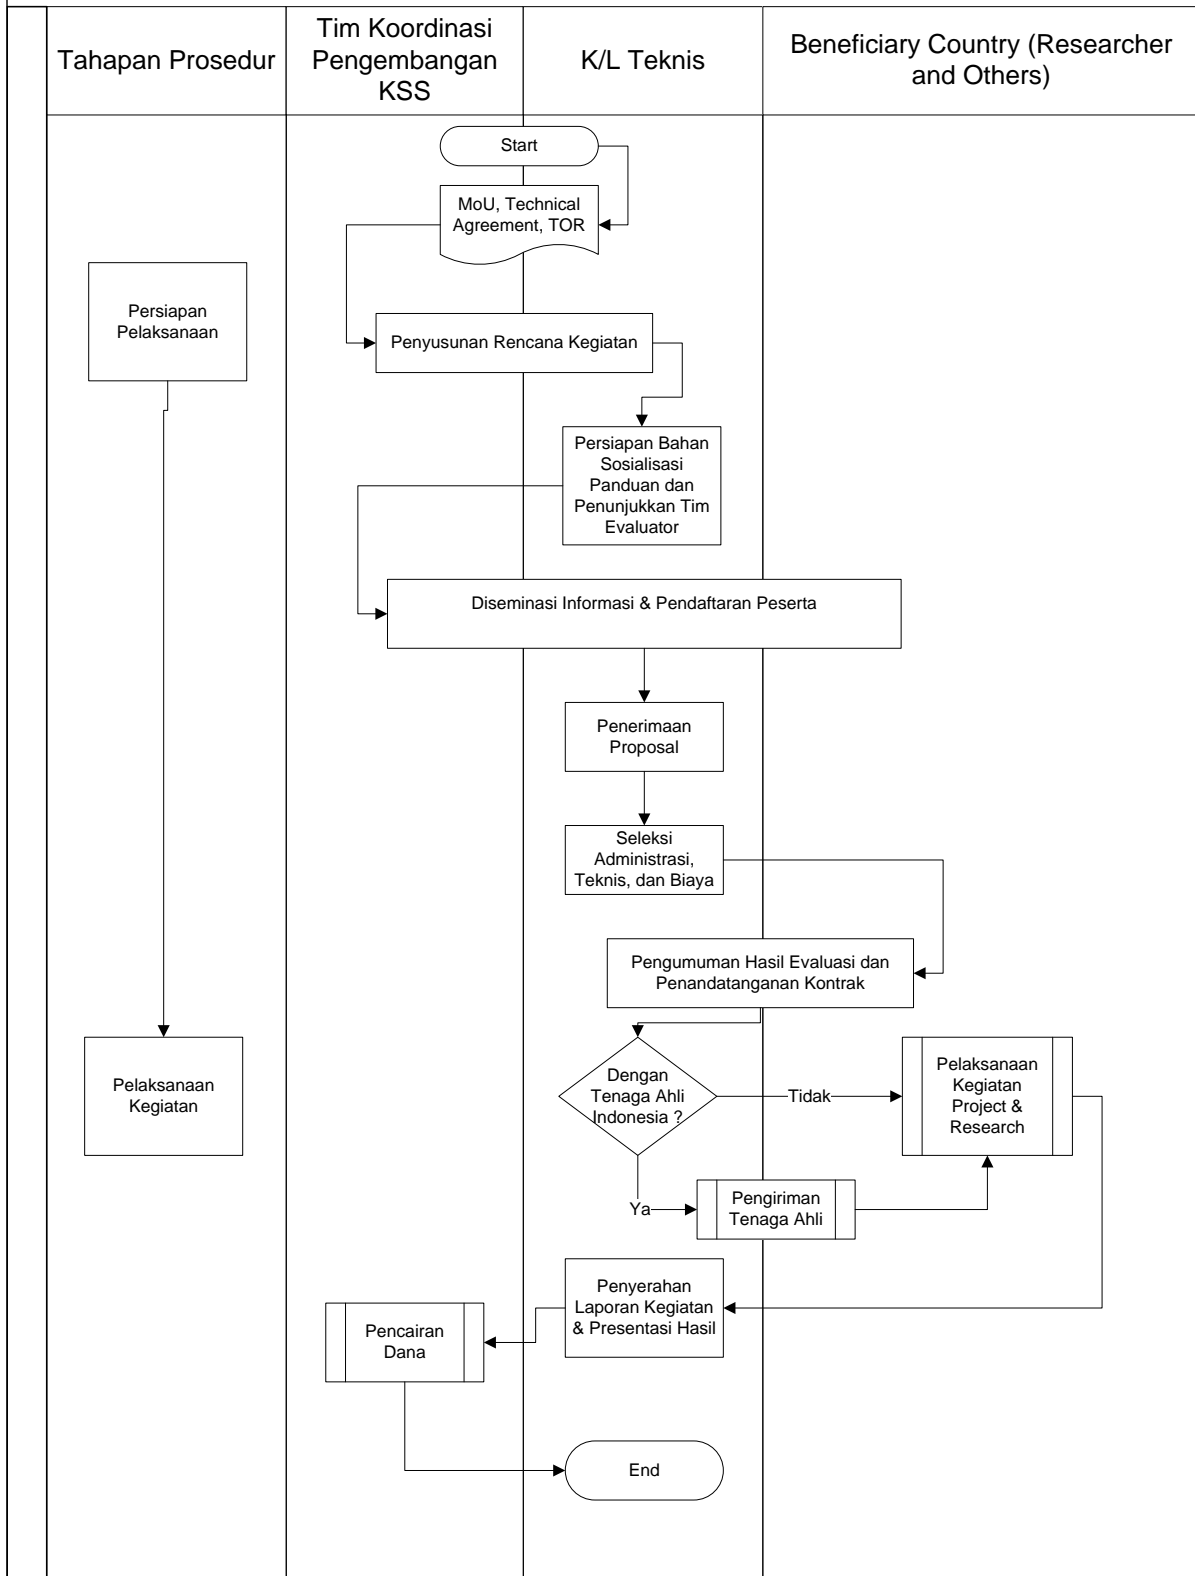 Tahapan Prosedur
Tim Koordinasi
Pengembangan
KSS
K/L Teknis
Beneficiary Country (Researcher
and Others)
Start
MoU, Technical
Agreement, TOR
Persiapan
Pelaksanaan
Penyusunan Rencana Kegiatan
Persiapan Bahan
Sosialisasi
Panduan dan
Penunjukkan Tim
Evaluator
Diseminasi Informasi & Pendaftaran Peserta
Penerimaan
Proposal
Seleksi
Administrasi,
Teknis, dan Biaya
Pengumuman Hasil Evaluasi dan
Penandatanganan Kontrak
Pelaksanaan
Kegiatan
Dengan
Tenaga Ahli
Indonesia ?
Tidak
Pelaksanaan
Kegiatan
Project &
Research
Ya
Pengiriman
Tenaga Ahli
Penyerahan
Laporan Kegiatan
& Presentasi Hasil
Pencairan
Dana
End